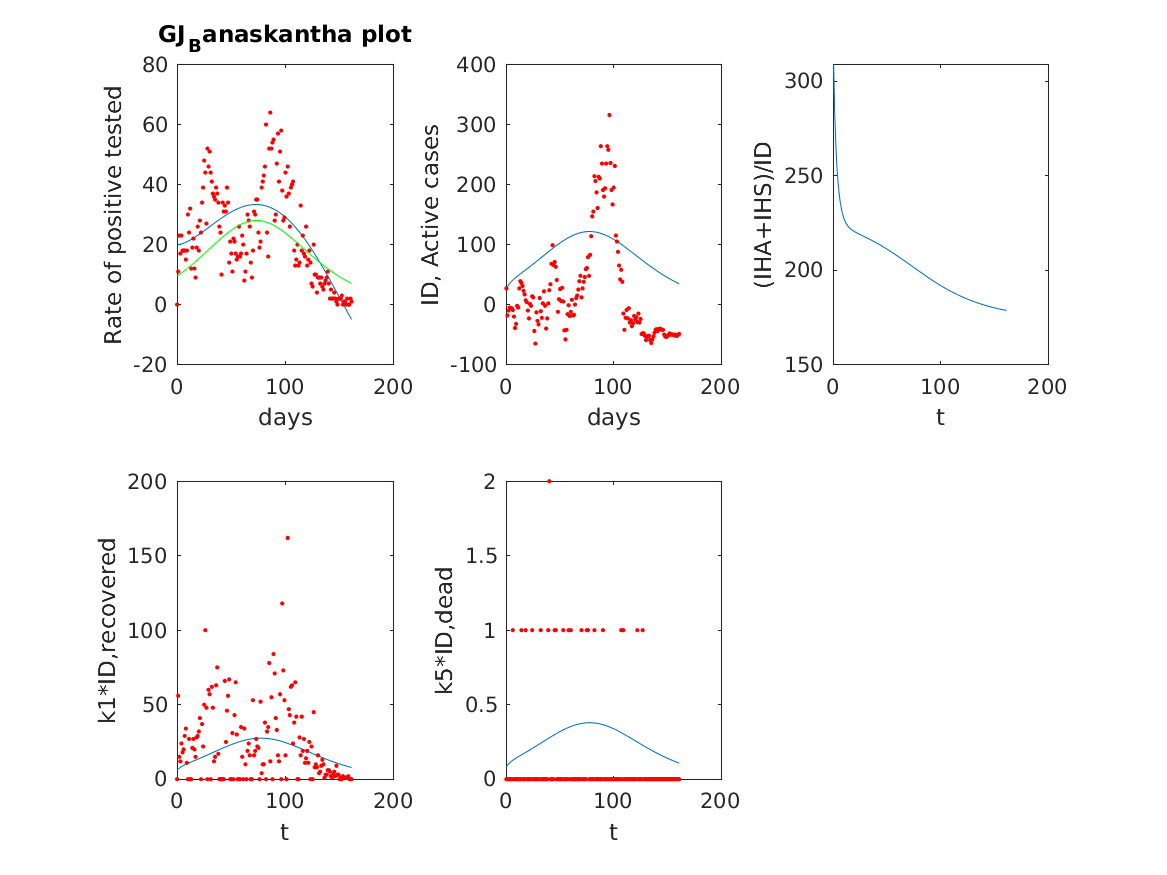 GJ_Banaskantha plot
80
60
40
20
0
-20
Rate of positive tested
0 100 200
days
400
300
200
100
0
-100
ID, Active cases
0 100 200
days
300
250
200
150
(IHA+IHS)/ID
0 100 200
t
200
150
100
50
0
k1*ID,recovered
0 100 200
t
2
1.5
1
0.5
0
k5*ID,dead
0 100 200
t